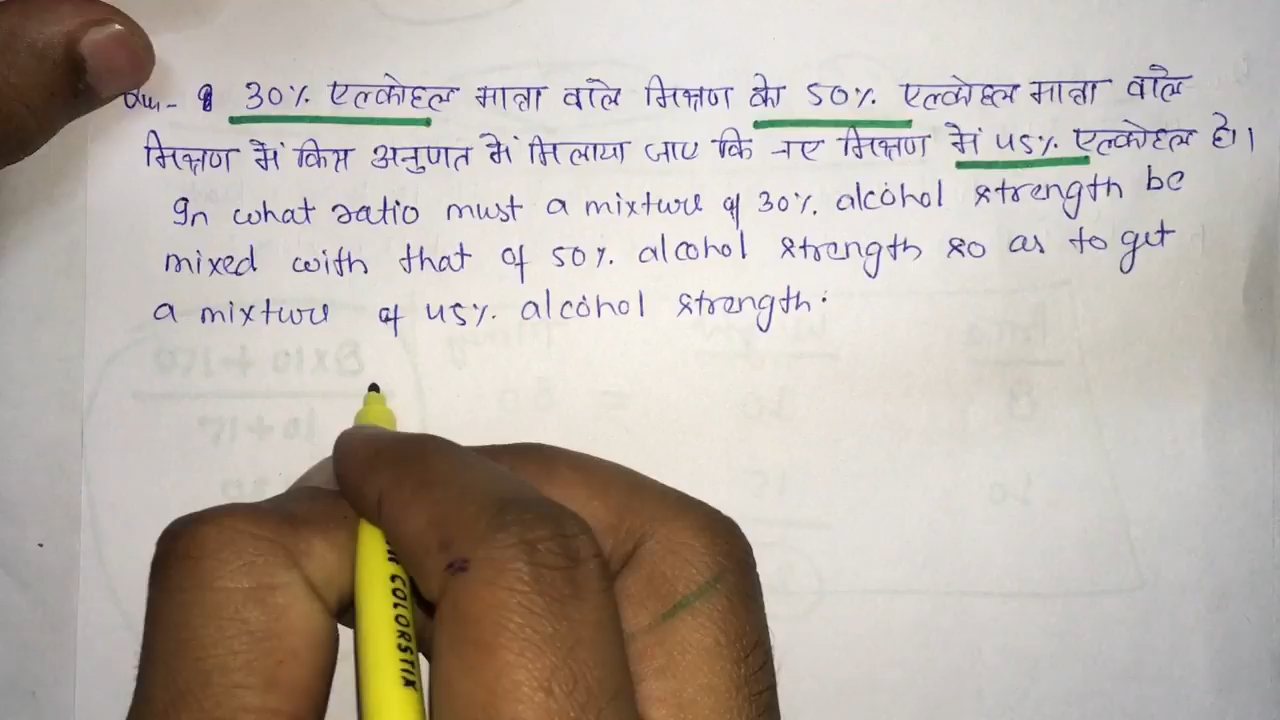 Qu.- 9 30% एल्कोहल मात्रा वाले मिश्रण को 50% एल्कोहल मात्रा वाले
मिश्रण में किस अनुपात में मिलाया जाए कि नए मिश्रण में 45% एल्कोहल हो।
In what ratio must a mixture of 30% alcohol strength be
mixed with that of 50% alcohol strength so as to get
a mixture of 45% alcohol strength.
COLORSTIX